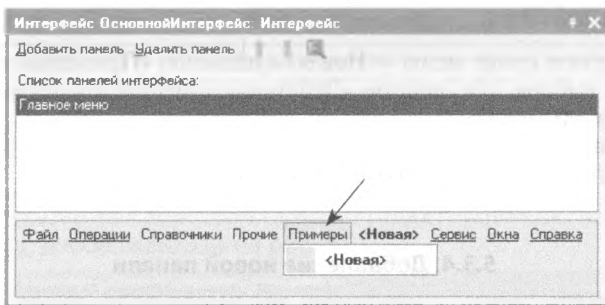 Интерфейс ОсновнойИнтерфейс: Интерфейс
Добавить панель Удалить панель
Список панелей интерфейса:
Главное меню
Файл Операции Справочники Прочие Примеры <Новая> Сервис Окна Справка
<Новая>